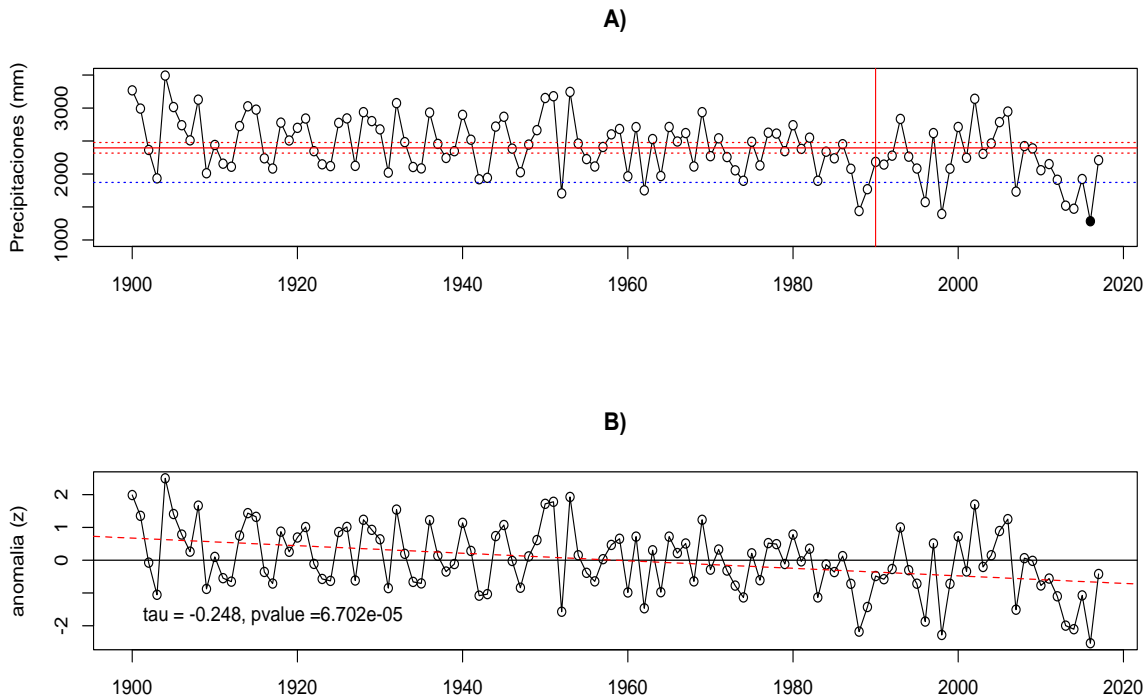 A)
Precipitaciones (mm)
3000
2000
1000
1900 1920 1940 1960 1980 2000 2020
B)
anomalia (z)
2
1
0
-2
tau = -0.248, pvalue =6.702e-05
1900 1920 1940 1960 1980 2000 2020